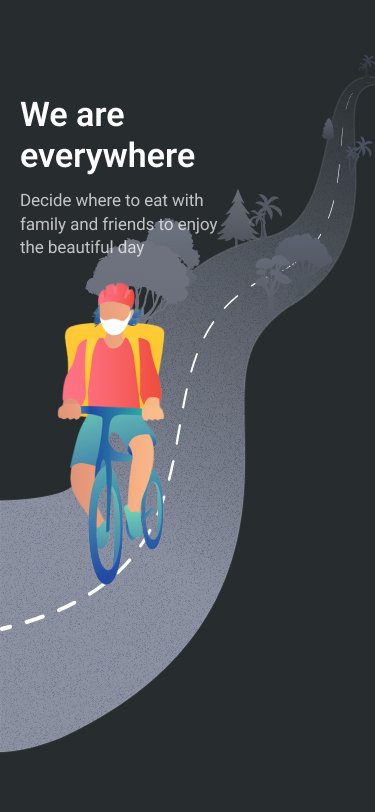 We are
everywhere
Decide where to eat with
family and friends to enjoy
the beautiful day